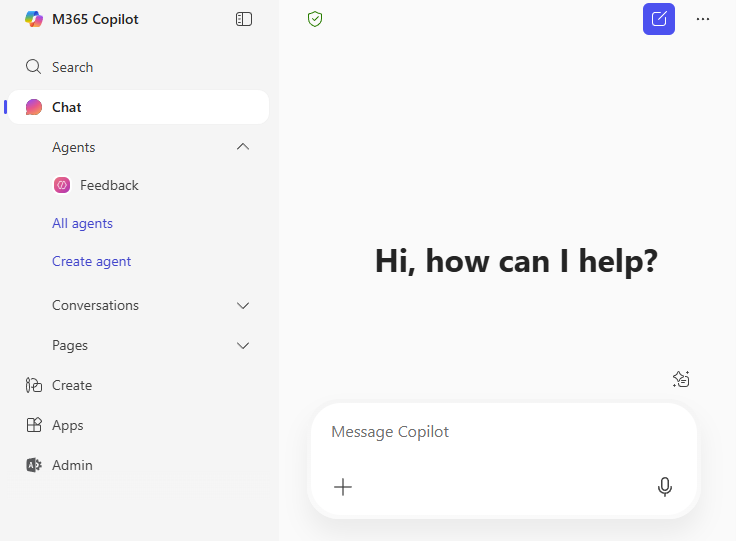 M365 Copilot
Search
Chat
Agents
Feedback
All agents
Create agent
Conversations
Pages
Create
Apps
Admin
Hi, how can I help?
Message Copilot